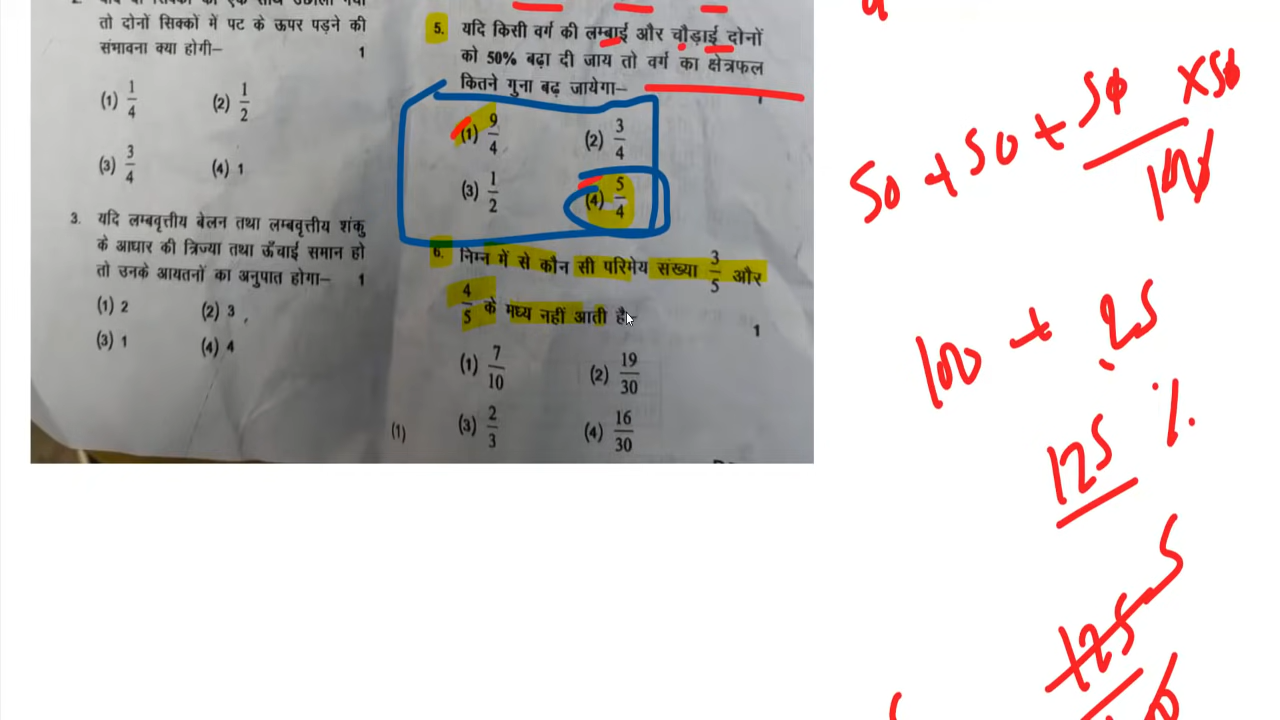 तो दोनों सिक्कों में पट के ऊपर पड़ने की
संभावना क्या होगी– 1
(1) 1/4 (2) 1/2
(3) 3/4 (4) 1
3. यदि लम्बवृत्तीय बेलन तथा लम्बवृत्तीय शंकु
के आधार की त्रिज्या तथा ऊँचाई समान हो
तो उनके आयतनों का अनुपात होगा– 1
(1) 2 (2) 3
(3) 1 (4) 4
(1)
5. यदि किसी वर्ग की लम्बाई और चौड़ाई दोनों
को 50% बढ़ा दी जाय तो वर्ग का क्षेत्रफल
कितने गुना बढ़ जायेगा– 1
(1) 9/4 (2) 3/4
(3) 1/2 (4) 5/4
6. निम्न में से कौन सी परिमेय संख्या 3/5 और
4/5 के मध्य नहीं आती है– 1
(1) 7/10 (2) 19/30
(3) 2/3 (4) 16/30
50 + 50 + 50 × 50 / 100
100 + 25
125 %
125 5